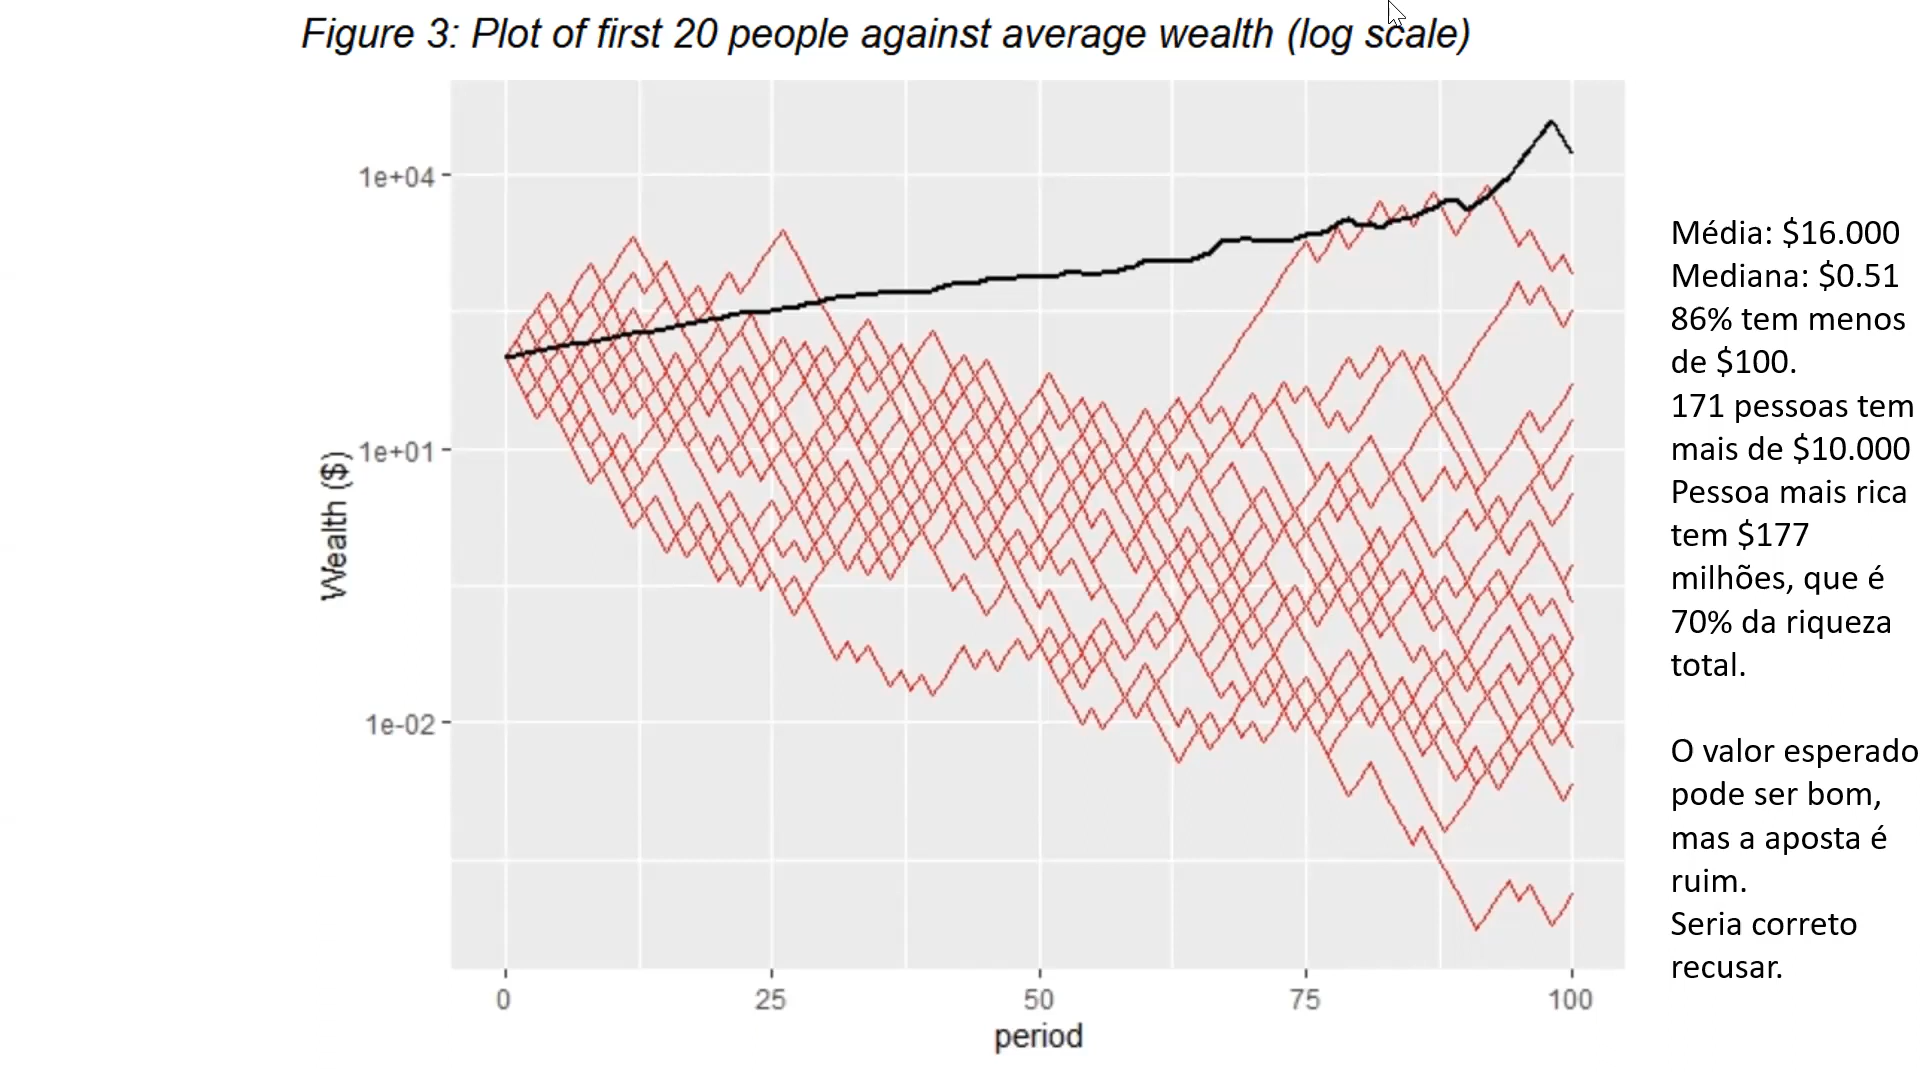 Figure 3: Plot of first 20 people against average wealth (log scale)
1e+04
1e+01
1e-02
Wealth ($)
0 25 50 75 100
period
Média: $16.000
Mediana: $0.51
86% tem menos
de $100.
171 pessoas tem
mais de $10.000
Pessoa mais rica
tem $177
milhões, que é
70% da riqueza
total.
O valor esperado
pode ser bom,
mas a aposta é
ruim.
Seria correto
recusar.